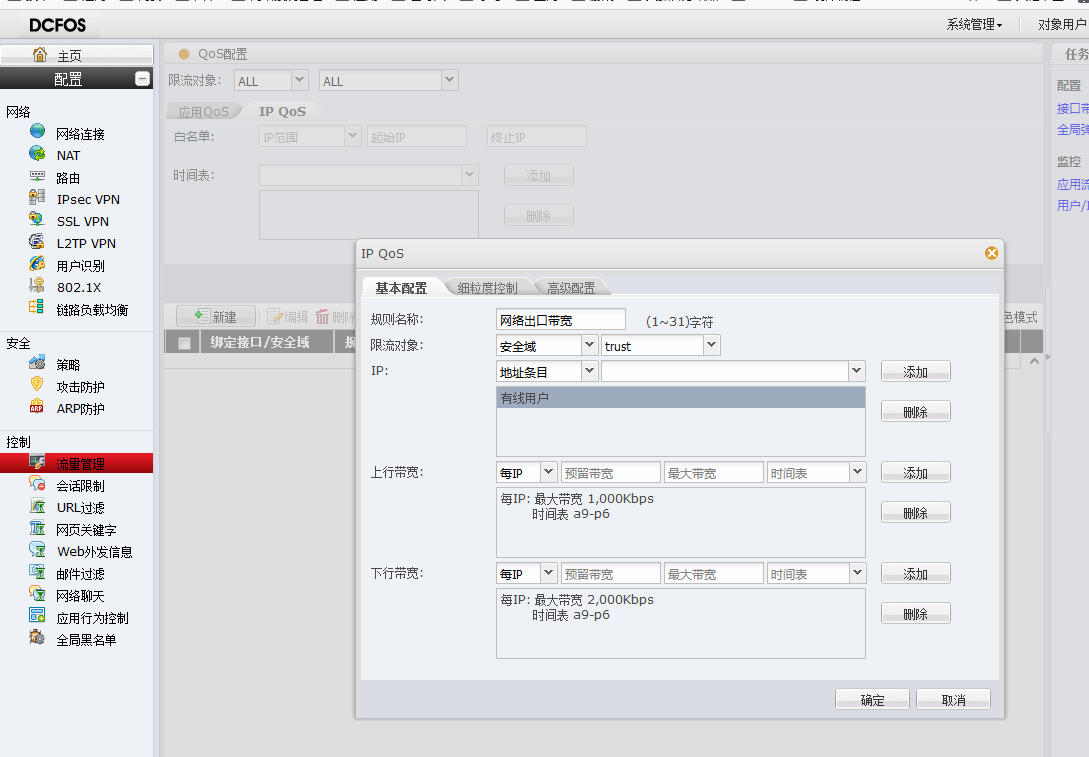 DCFOS
系统管理
对象用户
主页
配置
网络
网络连接
NAT
路由
IPsec VPN
SSL VPN
L2TP VPN
用户识别
802.1X
链路负载均衡
安全
策略
攻击防护
ARP防护
控制
流量管理
会话限制
URL过滤
网页关键字
Web外发信息
邮件过滤
网络聊天
应用行为控制
全局黑名单
QoS配置
限流对象: ALL ALL
应用QoS IP QoS
白名单: IP范围 起始IP 终止IP
时间表: 添加
删除
新建 编辑 删除
绑定接口/安全域
色模式
任务
配置
接口带
全局弹
监控
应用流
用户/I
IP QoS
基本配置 细粒度控制 高级配置
规则名称: 网络出口带宽 (1~31)字符
限流对象: 安全域 trust
IP: 地址条目 添加
有线用户
删除
上行带宽: 每IP 预留带宽 最大带宽 时间表 添加
每IP: 最大带宽 1,000Kbps
时间表 a9-p6
删除
下行带宽: 每IP 预留带宽 最大带宽 时间表 添加
每IP: 最大带宽 2,000Kbps
时间表 a9-p6
删除
确定 取消